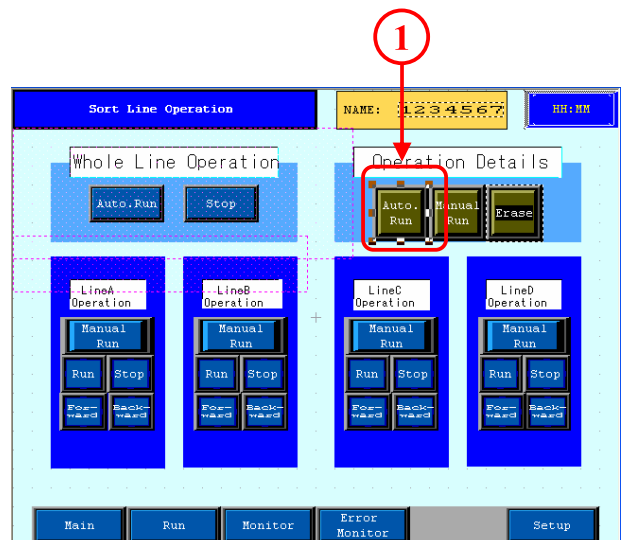 1
Sort Line Operation
NAME: 1234567
HH:MM
Whole Line Operation
Operation Details
Auto.Run
Stop
Auto.
Run
Manual
Run
Erase
LineA
Operation
LineB
Operation
LineC
Operation
LineD
Operation
Manual
Run
Manual
Run
Manual
Run
Manual
Run
Run
Stop
Run
Stop
Run
Stop
Run
Stop
For-
ward
Back-
ward
For-
ward
Back-
ward
For-
ward
Back-
ward
For-
ward
Back-
ward
Main
Run
Monitor
Error
Monitor
Setup